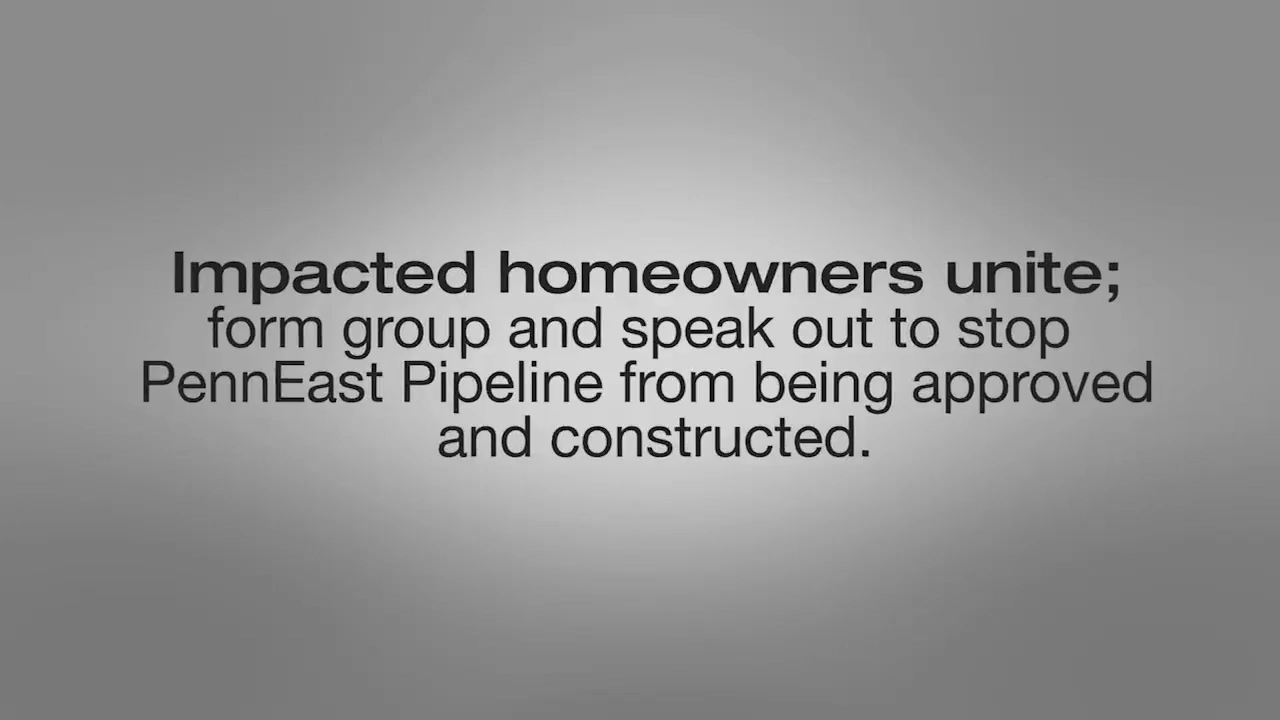 Impacted homeowners unite;
form group and speak out to stop
PennEast Pipeline from being approved
and constructed.